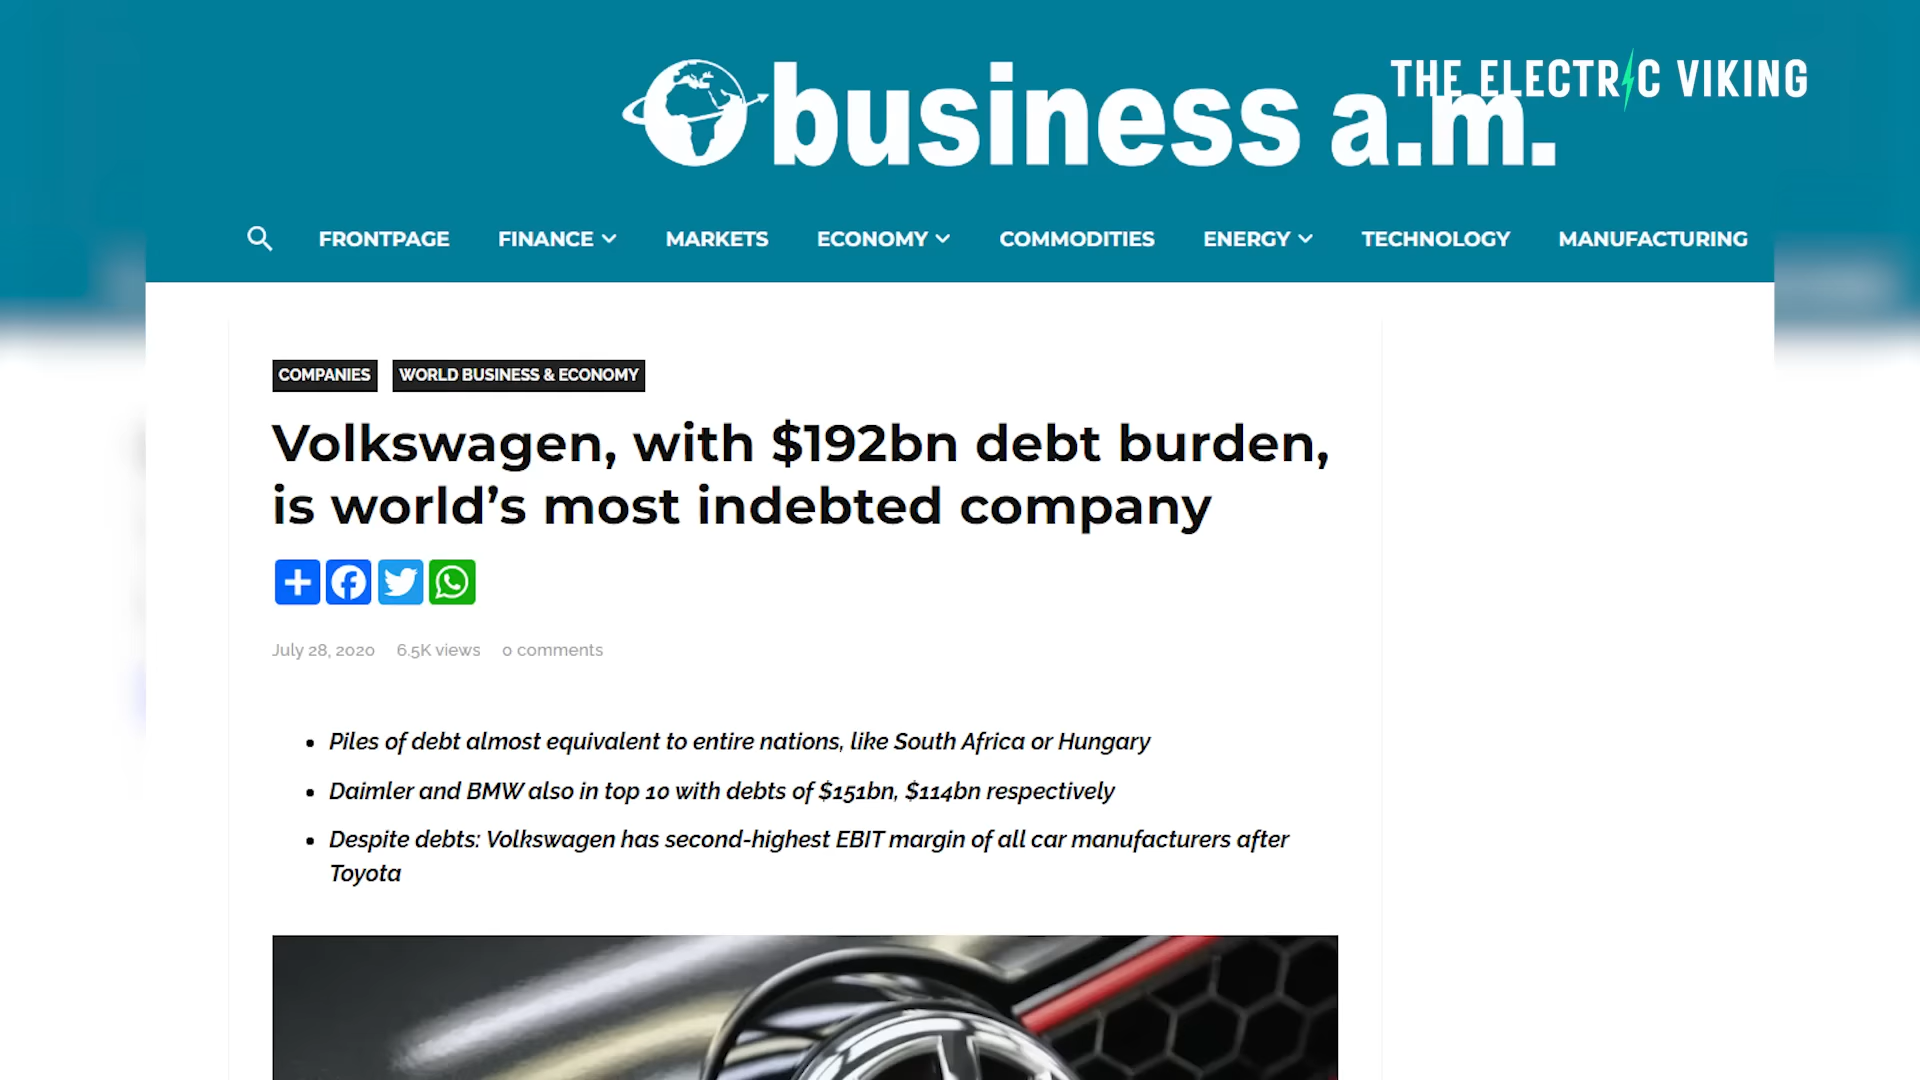 THE ELECTRIC VIKING
business a.m.
FRONTPAGE FINANCE MARKETS ECONOMY COMMODITIES ENERGY TECHNOLOGY MANUFACTURING
COMPANIES WORLD BUSINESS & ECONOMY
Volkswagen, with $192bn debt burden,
is world’s most indebted company
July 28, 2020 6.5K views 0 comments
• Piles of debt almost equivalent to entire nations, like South Africa or Hungary
• Daimler and BMW also in top 10 with debts of $151bn, $114bn respectively
• Despite debts: Volkswagen has second-highest EBIT margin of all car manufacturers after
Toyota